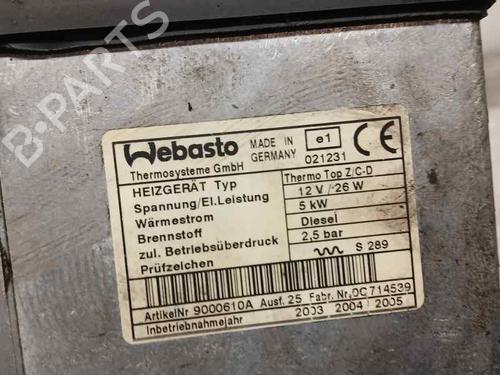 B-PARTS
Webasto
Thermosysteme GmbH
MADE IN
GERMANY
e1
021231
CE
HEIZGERÄT Typ Thermo Top Z/C-D
Spannung/El.Leistung 12 V / 26 W
Wärmestrom 5 kW
Brennstoff Diesel
zul. Betriebsüberdruck 2,5 bar
Prüfzeichen S 289
ArtikelNr 9000610A Ausf. 25 Fabr. Nr. 0C714539
Inbetriebnahmejahr 2003 2004 2005